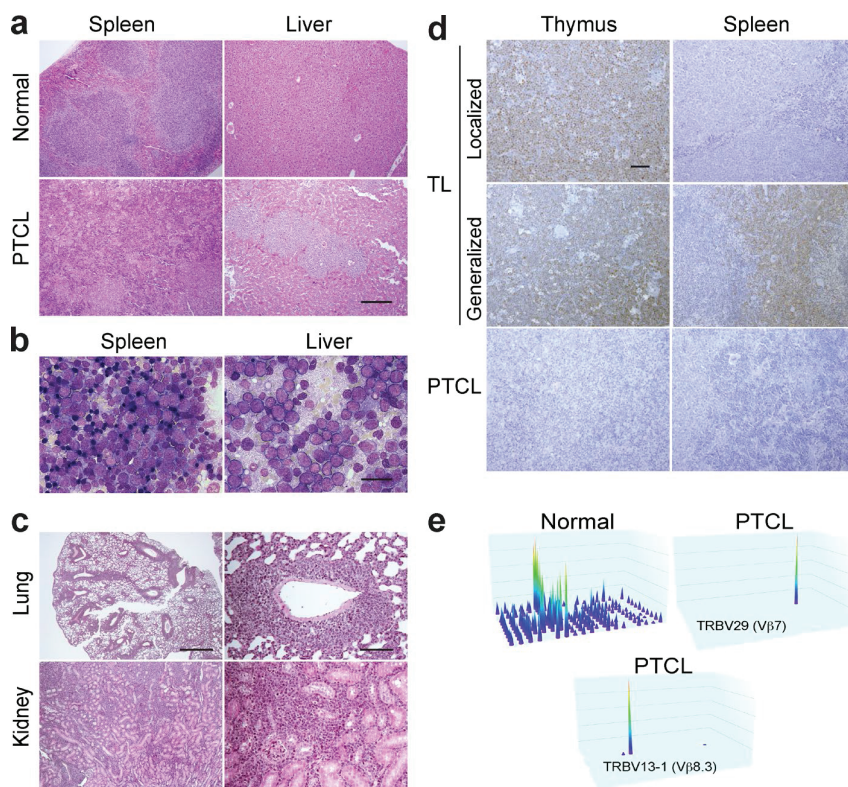 a
Spleen Liver
Normal
PTCL
b
Spleen Liver
c
Lung
Kidney
d
Thymus Spleen
TL
Localized
Generalized
PTCL
e
Normal PTCL
TRBV29 (Vβ7)
PTCL
TRBV13-1 (Vβ8.3)